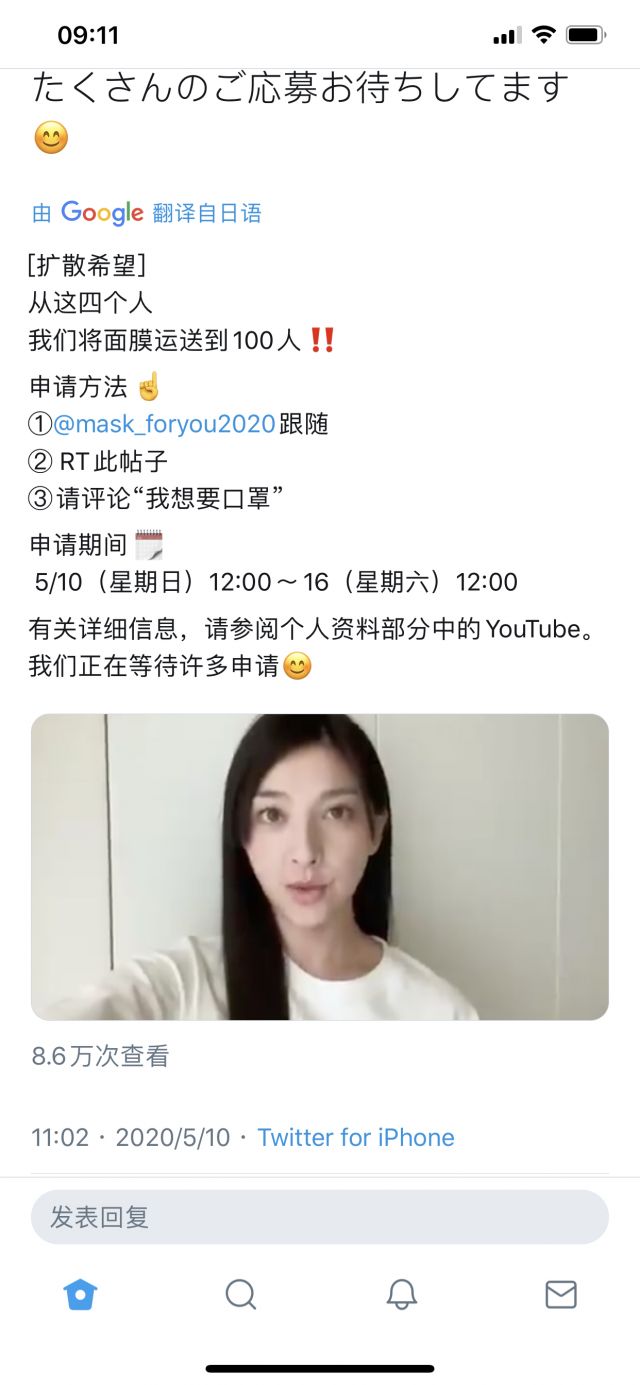 09:11
たくさんのご応募お待ちしてます
😊
由 Google 翻译自日语
[扩散希望]
从这四个人
我们将面膜运送到100人‼️
申请方法☝️
①@mask_foryou2020跟随
② RT此帖子
③请评论“我想要口罩”
申请期间🗓
5/10（星期日）12:00～16（星期六）12:00
有关详细信息，请参阅个人资料部分中的YouTube。
我们正在等待许多申请😊
8.6万次查看
11:02 · 2020/5/10 · Twitter for iPhone
发表回复